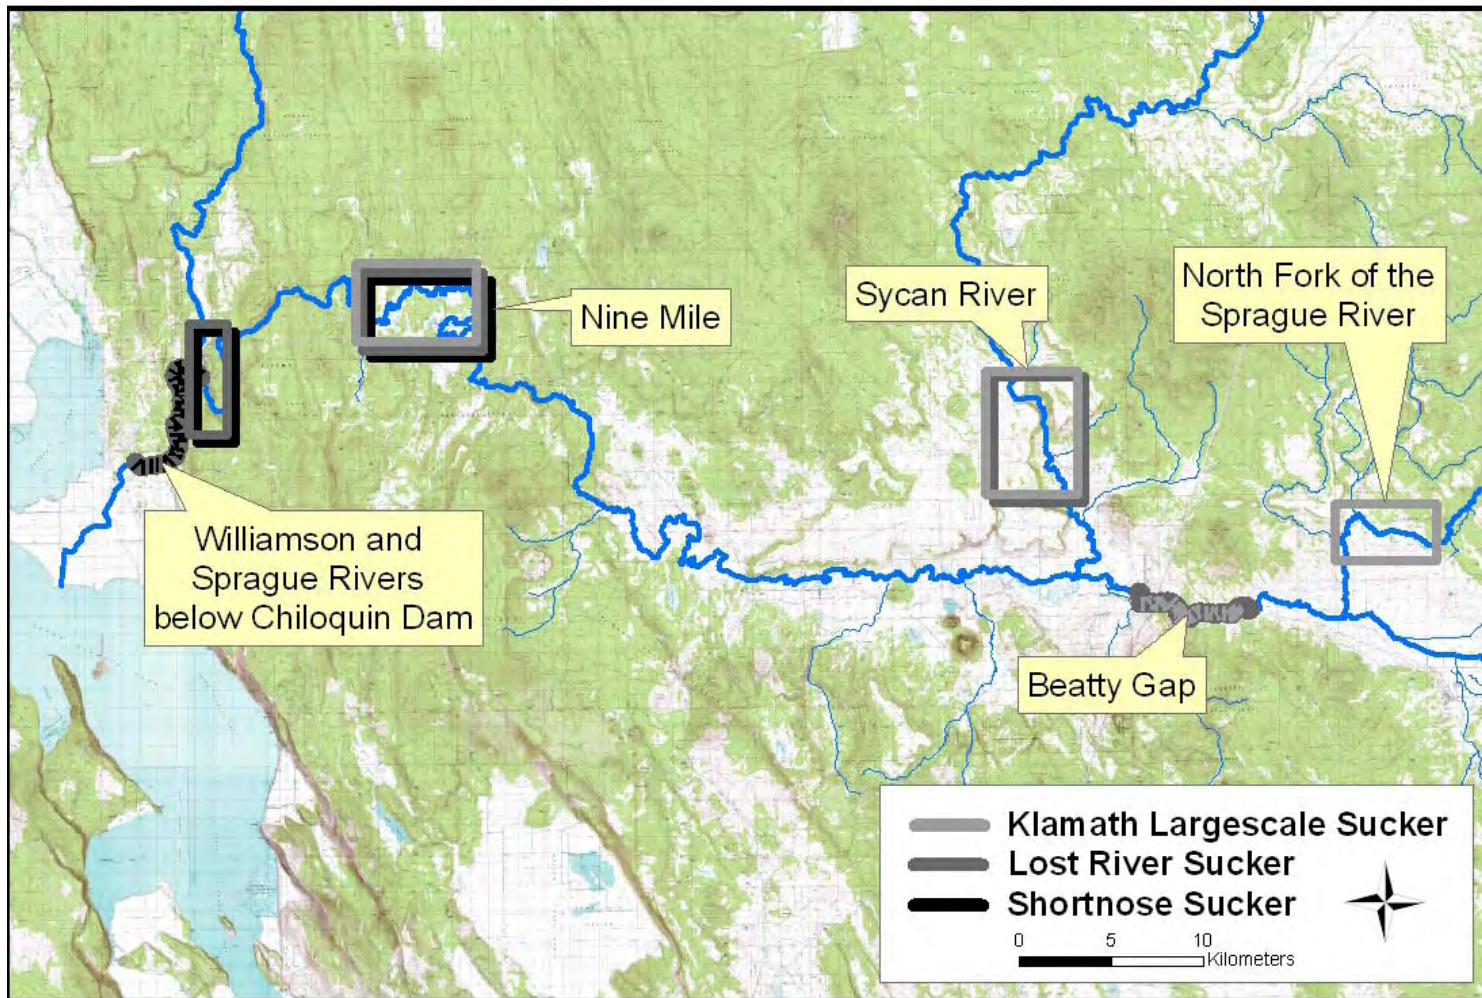 North Fork of the
Sprague River
Sycan River
Nine Mile
Williamson and
Sprague Rivers
below Chiloquin Dam
Beatty Gap
Klamath Largescale Sucker
Lost River Sucker
Shortnose Sucker
0 5 10
Kilometers